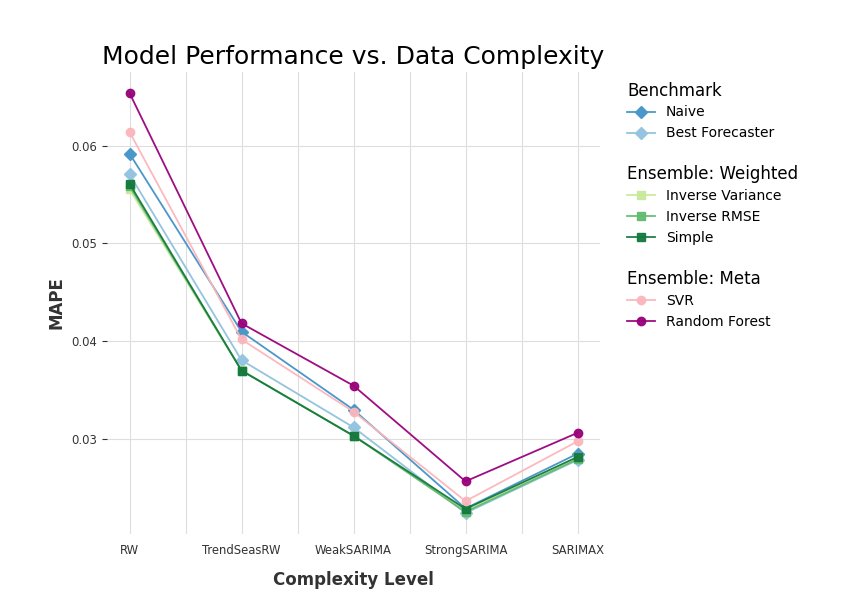 Model Performance vs. Data Complexity
MAPE
0.06
0.05
0.04
0.03
RW
TrendSeasRW
WeakSARIMA
StrongSARIMA
SARIMAX
Complexity Level
Benchmark
Naive
Best Forecaster
Ensemble: Weighted
Inverse Variance
Inverse RMSE
Simple
Ensemble: Meta
SVR
Random Forest